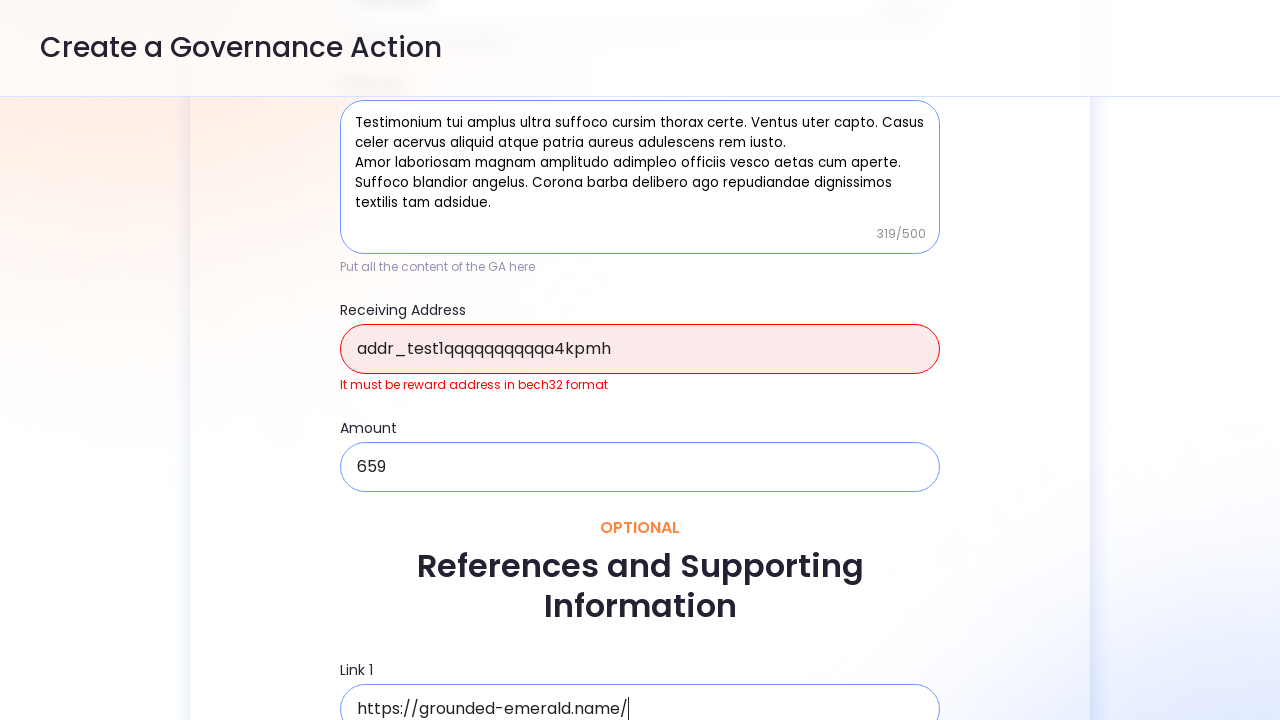 Create a Governance Action
Testimonium tui amplus ultra suffoco cursim thorax certe. Ventus uter capto. Casus
celer acervus aliquid atque patria aureus adulescens rem iusto.
Amor laboriosam magnam amplitudo adimpleo officiis vesco aetas cum aperte.
Suffoco blandior angelus. Corona barba delibero ago repudiandae dignissimos
textilis tam adsidue.
319/500
Put all the content of the GA here
Receiving Address
addr_test1qqqqqqqqqqa4kpmh
It must be reward address in bech32 format
Amount
659
OPTIONAL
References and Supporting
Information
Link 1
https://grounded-emerald.name/